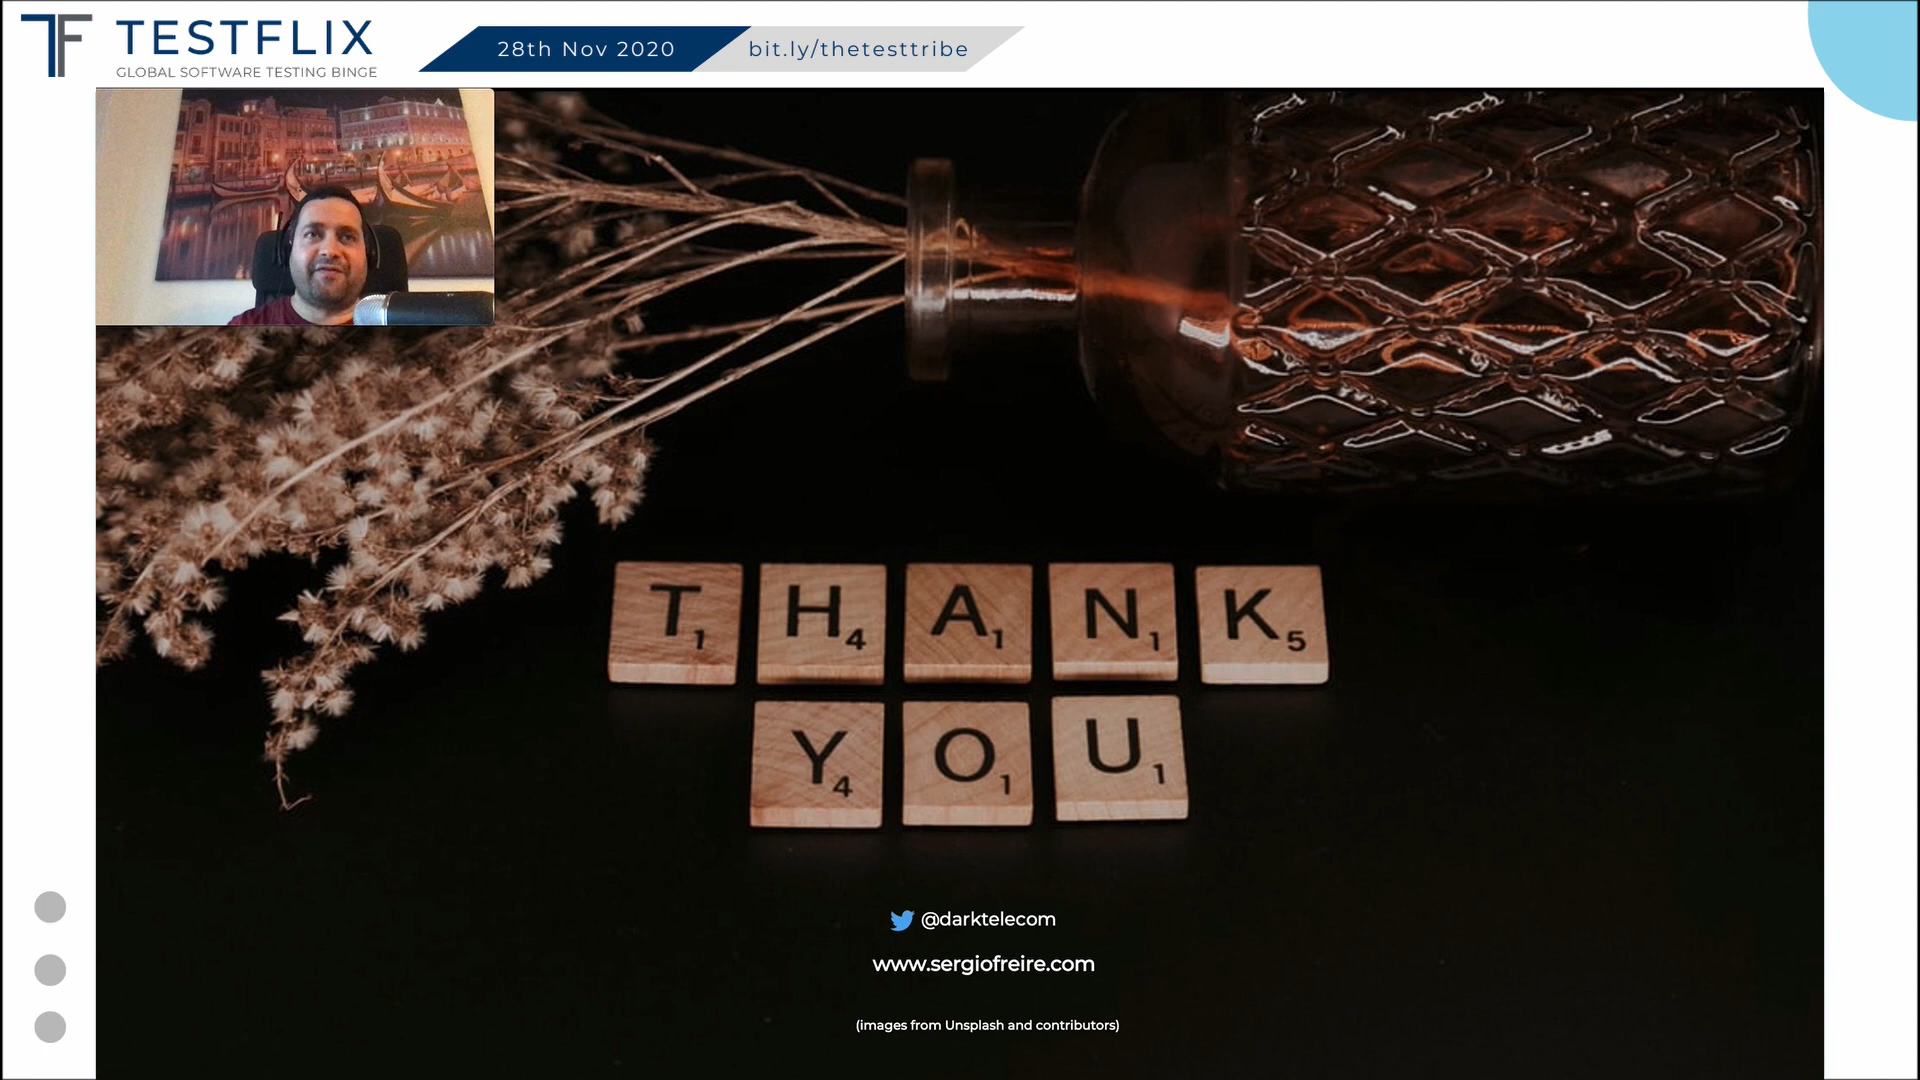 TF TESTFLIX
GLOBAL SOFTWARE TESTING BINGE
28th Nov 2020
bit.ly/thetesttribe
T1 H4 A1 N1 K5
Y4 O1 U1
@darktelecom
www.sergiofreire.com
(images from Unsplash and contributors)